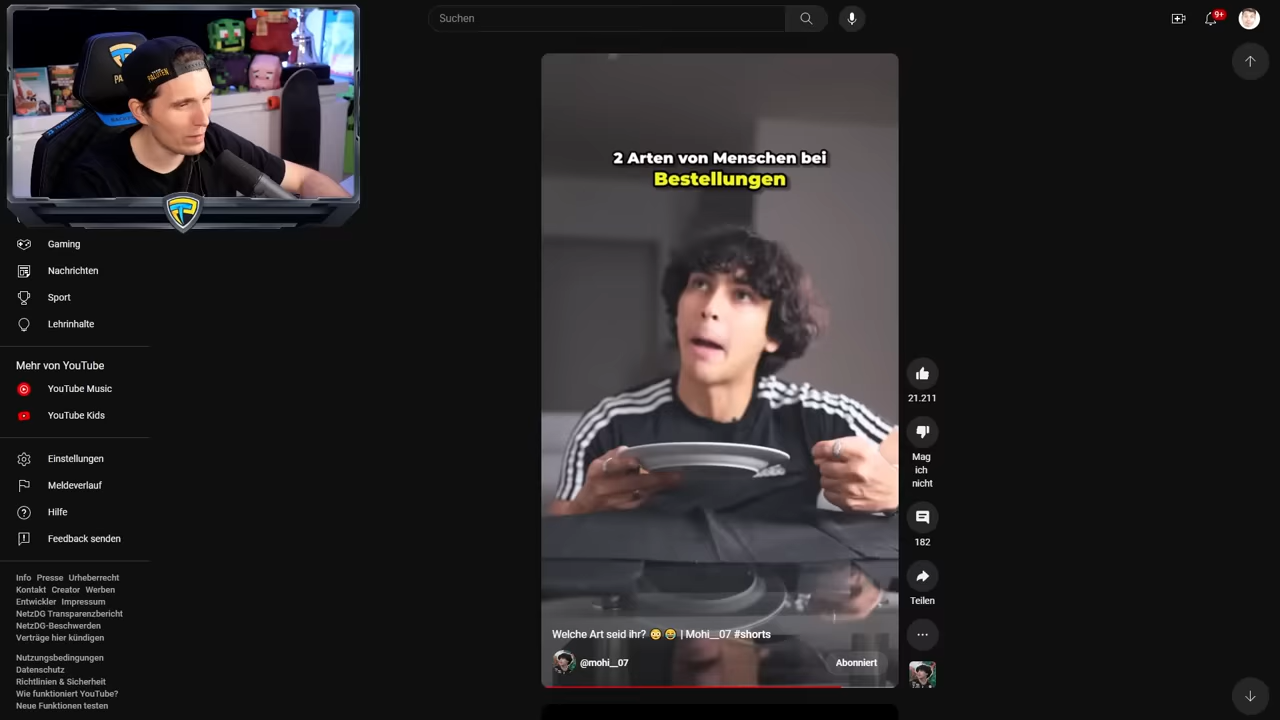 Suchen
9+
2 Arten von Menschen bei
Bestellungen
Gaming
Nachrichten
Sport
Lehrinhalte
Mehr von YouTube
YouTube Music
YouTube Kids
Einstellungen
Meldeverlauf
Hilfe
Feedback senden
Info Presse Urheberrecht
Kontakt Creator Werben
Entwickler Impressum
NetzDG Transparenzbericht
NetzDG-Beschwerden
Verträge hier kündigen
Nutzungsbedingungen
Datenschutz
Richtlinien & Sicherheit
Wie funktioniert YouTube?
Neue Funktionen testen
21.211
Mag
ich
nicht
182
Teilen
Welche Art seid ihr? 😳 😂 | Mohi__07 #shorts
@mohi__07
Abonniert